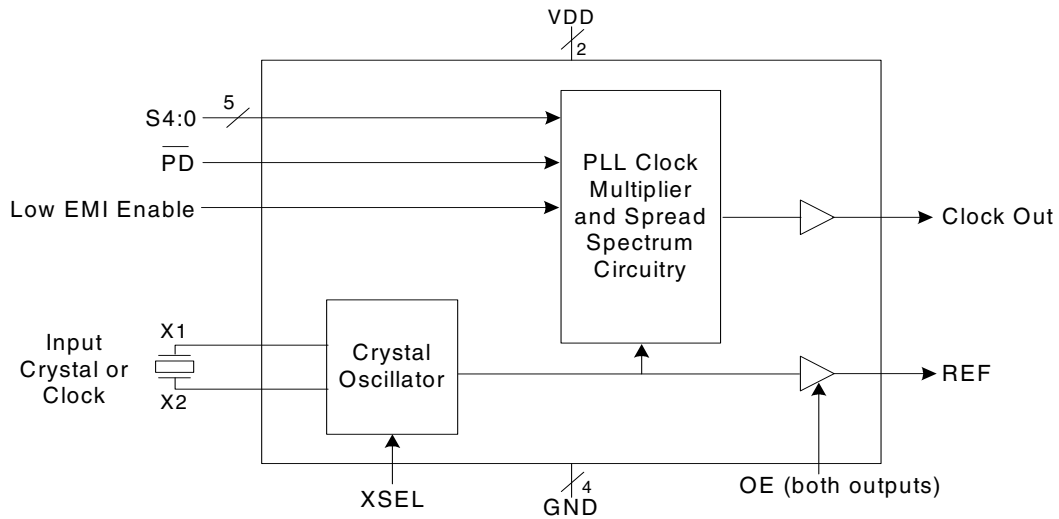 VDD
2
5
S4:0
PD
Low EMI Enable
PLL Clock
Multiplier
and Spread
Spectrum
Circuitry
Clock Out
Input
Crystal or
Clock
X1
X2
Crystal
Oscillator
REF
XSEL
4
GND
OE (both outputs)